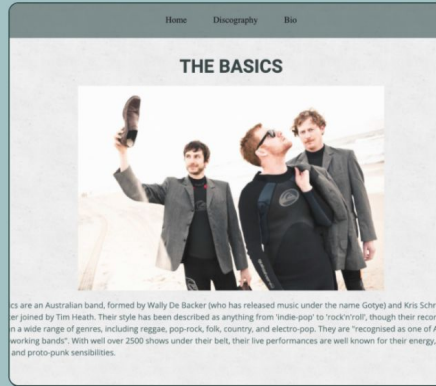 Home Discography Bio
THE BASICS
ics are an Australian band, formed by Wally De Backer (who has released music under the name Gotye) and Kris Schr
er joined by Tim Heath. Their style has been described as anything from 'indie-pop' to 'rock'n'roll', though their recor
n a wide range of genres, including reggae, pop-rock, folk, country, and electro-pop. They are "recognised as one of A
working bands". With well over 2500 shows under their belt, their live performances are well known for their energy,
and proto-punk sensibilities.